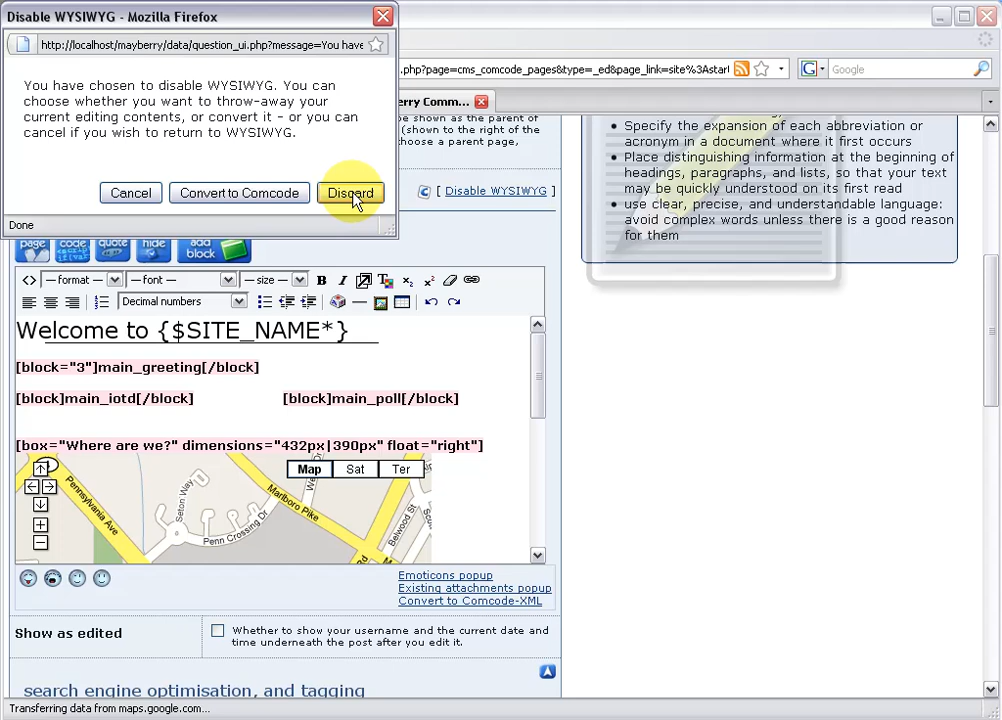 Disable WYSIWYG - Mozilla Firefox
http://localhost/mayberry/data/question_ui.php?message=You have
You have chosen to disable WYSIWYG. You can
choose whether you want to throw-away your
current editing contents, or convert it - or you can
cancel if you wish to return to WYSIWYG.
Cancel
Convert to Comcode
Discard
Done
.php?page=cms_comcode_pages&type=_ed&page_link=site%3Astar
G
Google
berry Comm...
be shown as the parent of
(shown to the right of the
choose a parent page,
[ Disable WYSIWYG ]
Specify the expansion of each abbreviation or
acronym in a document where it first occurs
Place distinguishing information at the beginning of
headings, paragraphs, and lists, so that your text
may be quickly understood on its first read
use clear, precise, and understandable language:
avoid complex words unless there is a good reason
for them
page
code
quote
hide
add
block
— format —
— font —
— size —
B
I
Decimal numbers
Welcome to {$SITE_NAME*}
[block="3"]main_greeting[/block]
[block]main_iotd[/block]
[block]main_poll[/block]
[box="Where are we?" dimensions="432px|390px" float="right"]
Map
Sat
Ter
Pennsylvania Ave
Seton Way
Penn Crossing Dr
Marlboro Pike
Belwood St
Rd
Emoticons popup
Existing attachments popup
Convert to Comcode-XML
Show as edited
Whether to show your username and the current date and
time underneath the post after you edit it.
search engine optimisation, and tagging
Transferring data from maps.google.com...